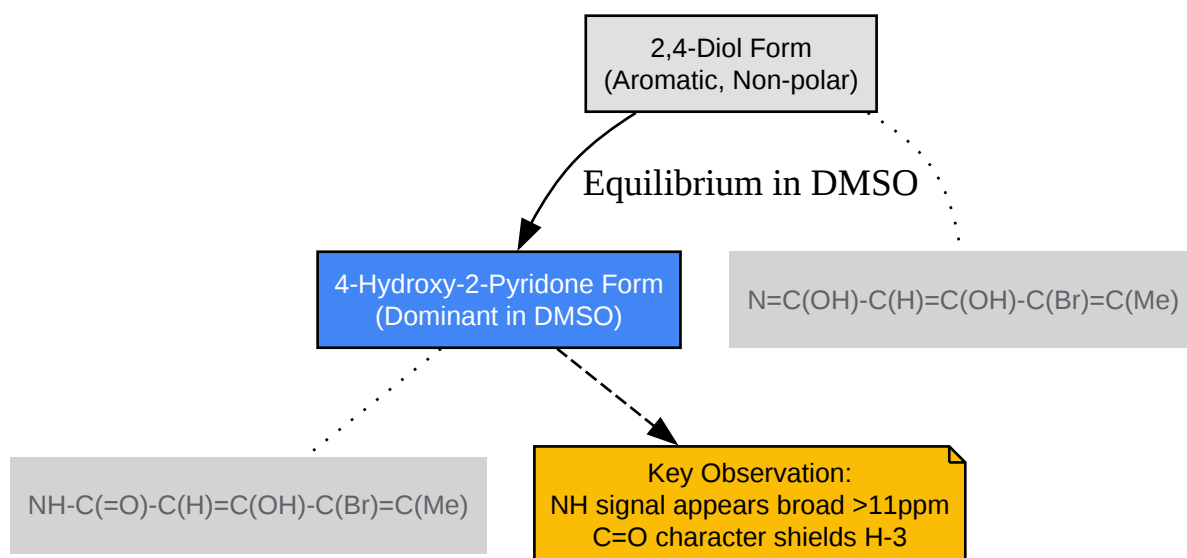 2,4-Diol Form
(Aromatic, Non-polar)
Equilibrium in DMSO
4-Hydroxy-2-Pyridone Form
(Dominant in DMSO)
N=C(OH)-C(H)=C(OH)-C(Br)=C(Me)
NH-C(=O)-C(H)=C(OH)-C(Br)=C(Me)
Key Observation:
NH signal appears broad >11ppm
C=O character shields H-3